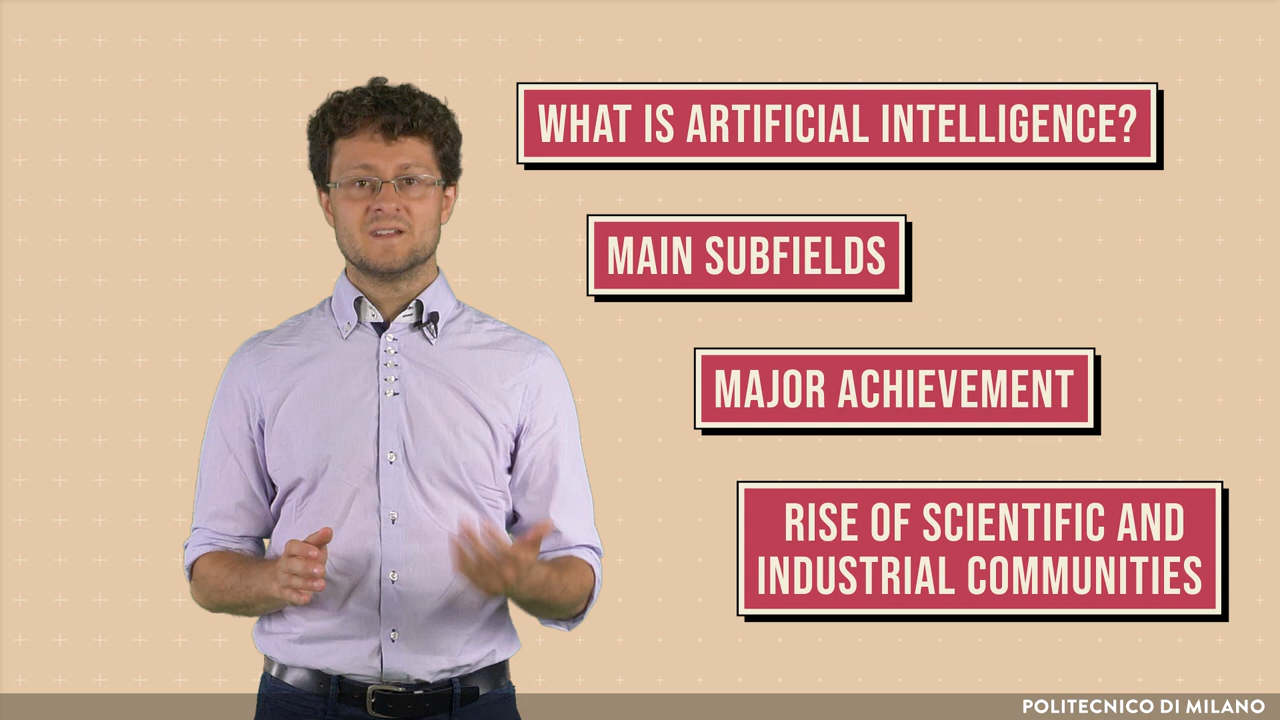 WHAT IS ARTIFICIAL INTELLIGENCE?
MAIN SUBFIELDS
MAJOR ACHIEVEMENT
RISE OF SCIENTIFIC AND
INDUSTRIAL COMMUNITIES
POLITECNICO DI MILANO